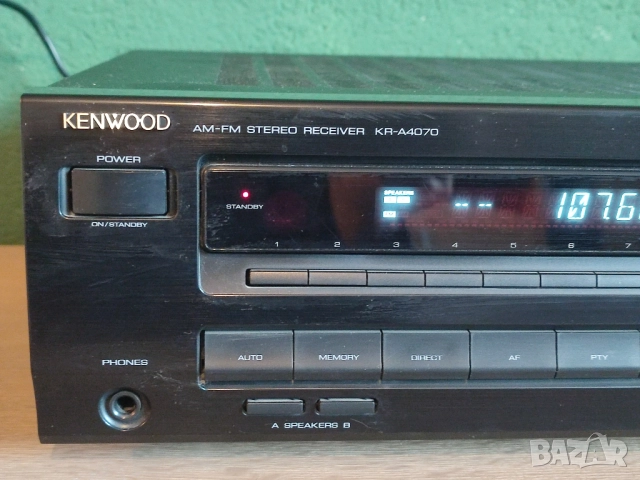 KENWOOD AM-FM STEREO RECEIVER KR-A4070
POWER
SPEAKERS
STANDBY
-- 107.6
ON/STANDBY
1 2 3 4 5 6 7
PHONES
AUTO MEMORY DIRECT AF PTY
A SPEAKERS B
BAZAR